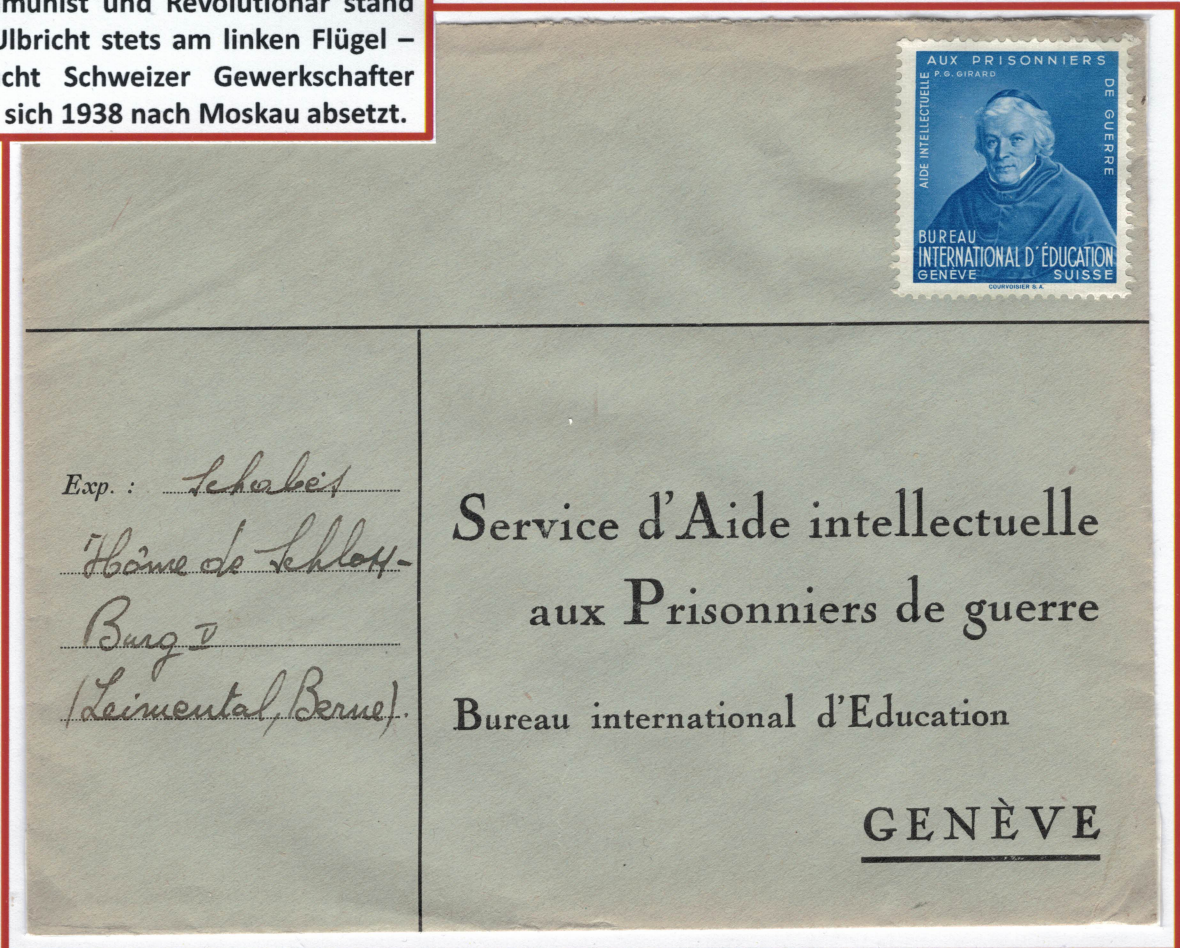 munist und Revolutionär stand
Ulbricht stets am linken Flügel –
cht Schweizer Gewerkschafter
sich 1938 nach Moskau absetzt.
AUX PRISONNIERS
P. G. GIRARD
AIDE INTELLECTUELLE
DE GUERRE
BUREAU
INTERNATIONAL D'ÉDUCATION
GENÈVE SUISSE
COURVOISIER S. A.
Exp. :
Hôme de Schloss-
Burg V
(Leimental, Berne).
Service d'Aide intellectuelle
aux Prisonniers de guerre
Bureau international d'Education
GENÈVE